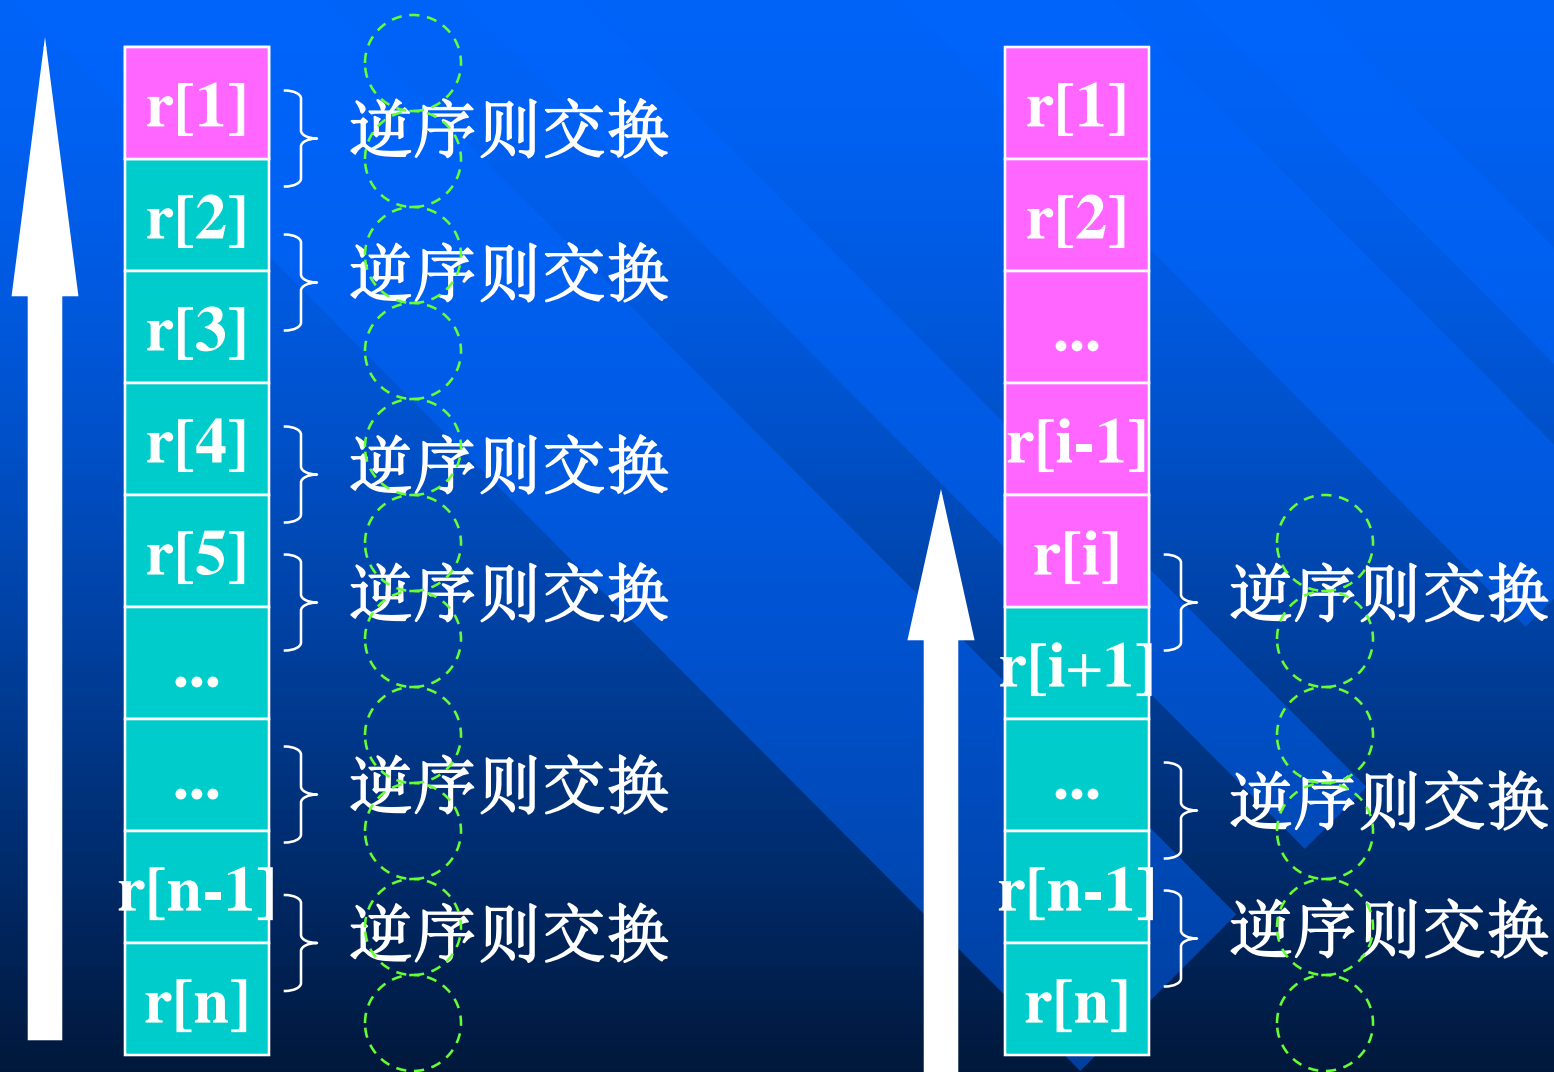 r[1]
逆序则交换
r[2]
逆序则交换
r[3]
r[4]
逆序则交换
r[5]
逆序则交换
...
...
逆序则交换
r[n-1]
逆序则交换
r[n]
r[1]
r[2]
...
r[i-1]
r[i]
逆序则交换
r[i+1]
...
逆序则交换
r[n-1]
逆序则交换
r[n]